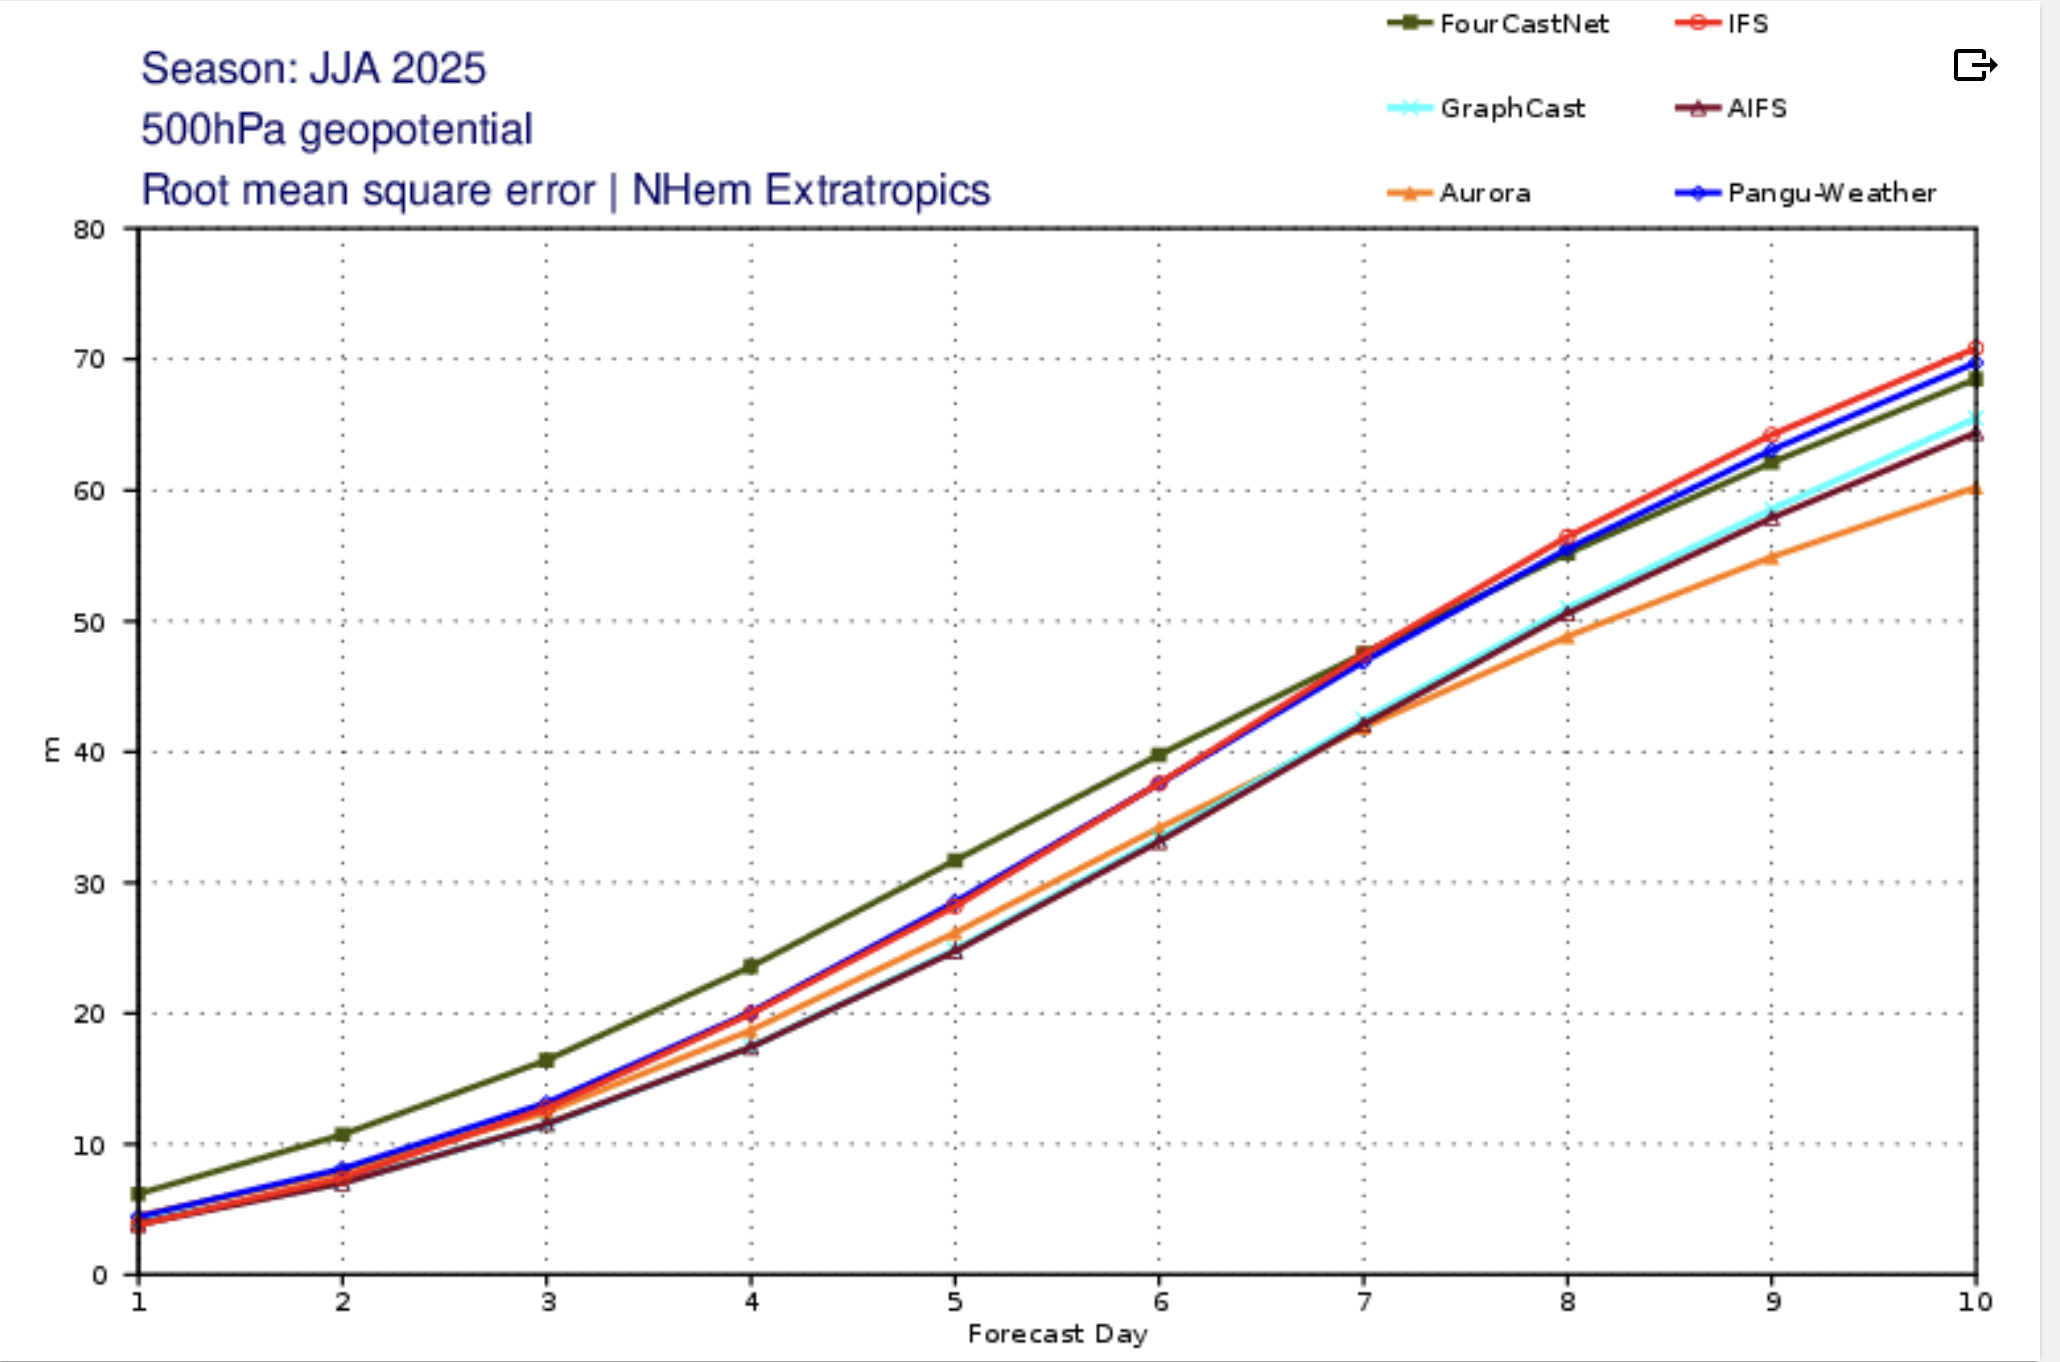 Season: JJA 2025
500hPa geopotential
Root mean square error | NHem Extratropics
FourCastNet
IFS
GraphCast
AIFS
Aurora
Pangu-Weather
80
70
60
50
40
30
20
10
0
m
1 2 3 4 5 6 7 8 9 10
Forecast Day